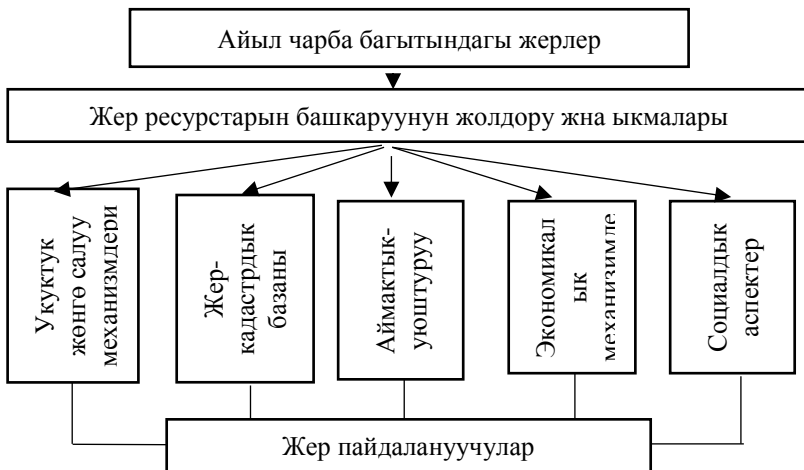 Айыл чарба багытындагы жерлер
Жер ресурстарын башкаруунун жолдору жна ыкмалары
Укуктук
жөнгө салуу
механизмдери
Жер-
кадастрдык
базаны
Аймактык-
уюштуруу
Экономикал
ык
механизимле
Социалдык
аспектер
Жер пайдалануучулар